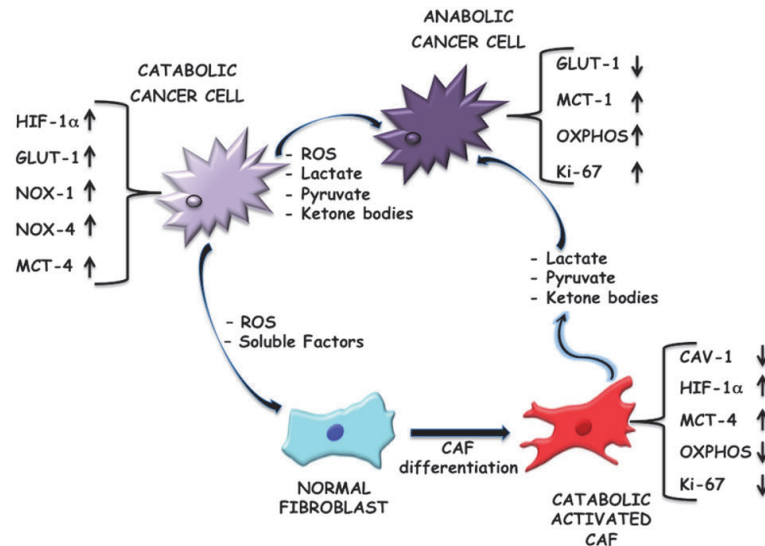 ANABOLIC
CANCER CELL
GLUT-1 ↓
MCT-1 ↑
OXPHOS ↑
Ki-67 ↑
CATABOLIC
CANCER CELL
HIF-1α ↑
GLUT-1 ↑
NOX-1 ↑
NOX-4 ↑
MCT-4 ↑
- ROS
- Lactate
- Pyruvate
- Ketone bodies
- Lactate
- Pyruvate
- Ketone bodies
- ROS
- Soluble Factors
CAV-1 ↓
HIF-1α ↑
MCT-4 ↑
OXPHOS ↓
Ki-67 ↓
CAF
differentiation
NORMAL
FIBROBLAST
CATABOLIC
ACTIVATED
CAF